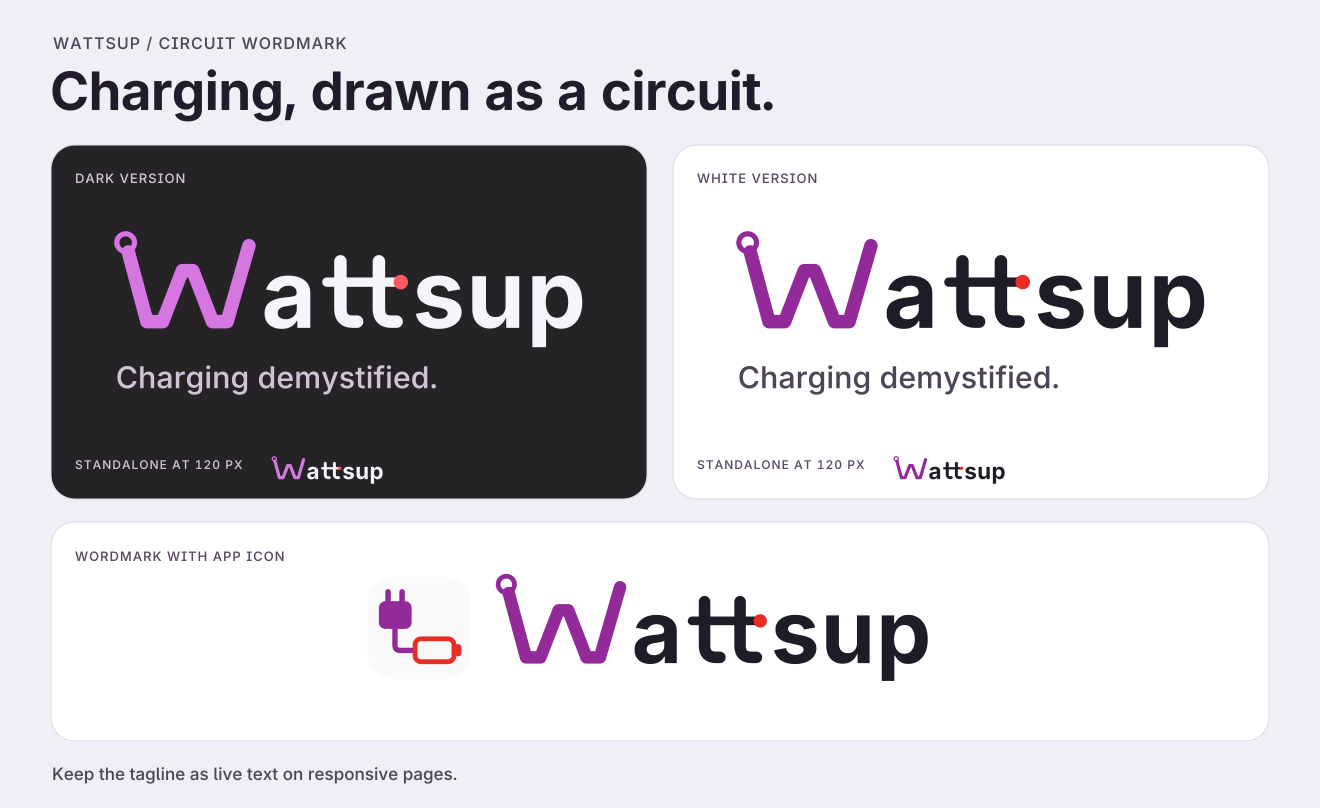 WATTSUP / CIRCUIT WORDMARK
Charging, drawn as a circuit.
DARK VERSION
Wattsup
Charging demystified.
STANDALONE AT 120 PX
Wattsup
WHITE VERSION
Wattsup
Charging demystified.
STANDALONE AT 120 PX
Wattsup
WORDMARK WITH APP ICON
Wattsup
Keep the tagline as live text on responsive pages.